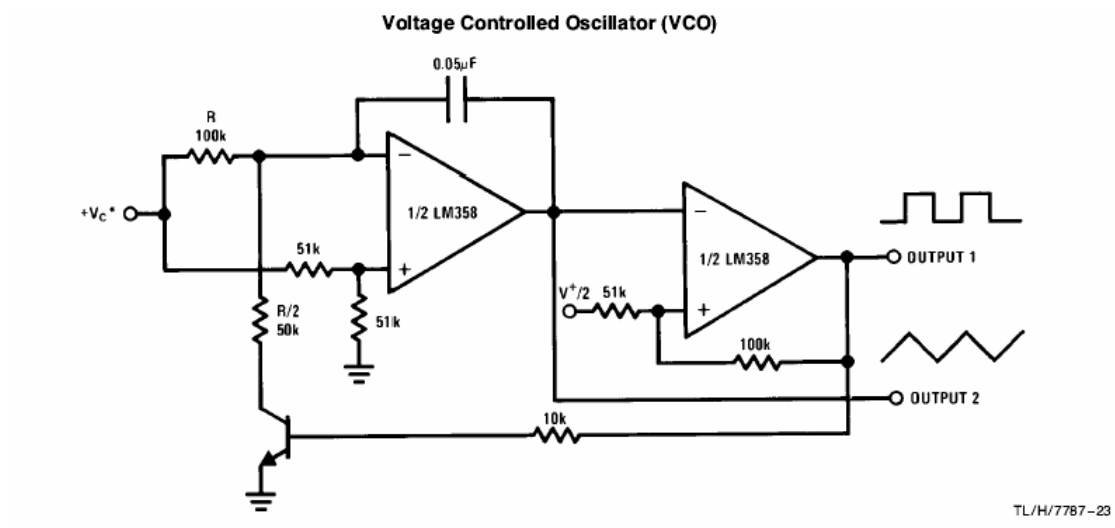 Voltage Controlled Oscillator (VCO)
0.05µF
R
100k
+VC*
1/2 LM358
51k
51k
R/2
50k
V+/2
51k
1/2 LM358
100k
10k
OUTPUT 1
OUTPUT 2
TL/H/7787-23